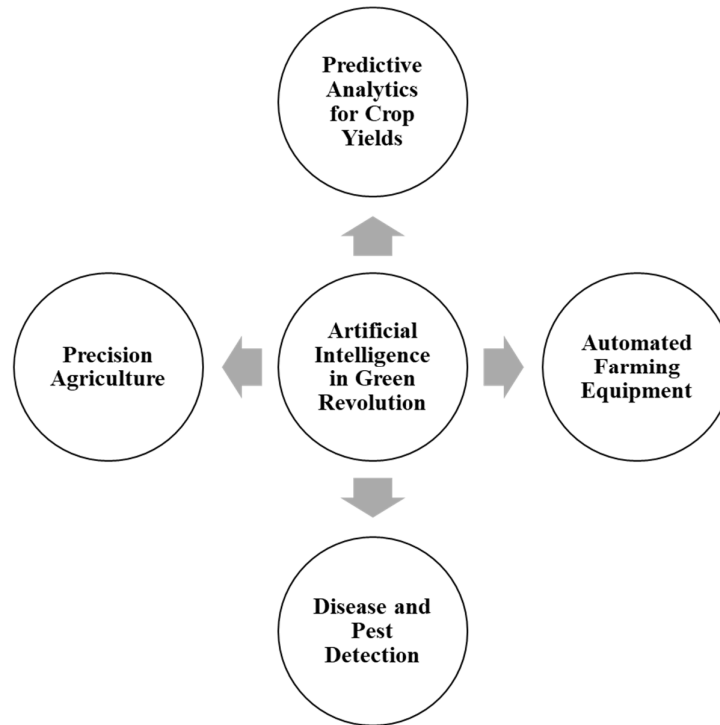 Predictive
Analytics
for Crop
Yields
Precision
Agriculture
Artificial
Intelligence
in Green
Revolution
Automated
Farming
Equipment
Disease and
Pest
Detection